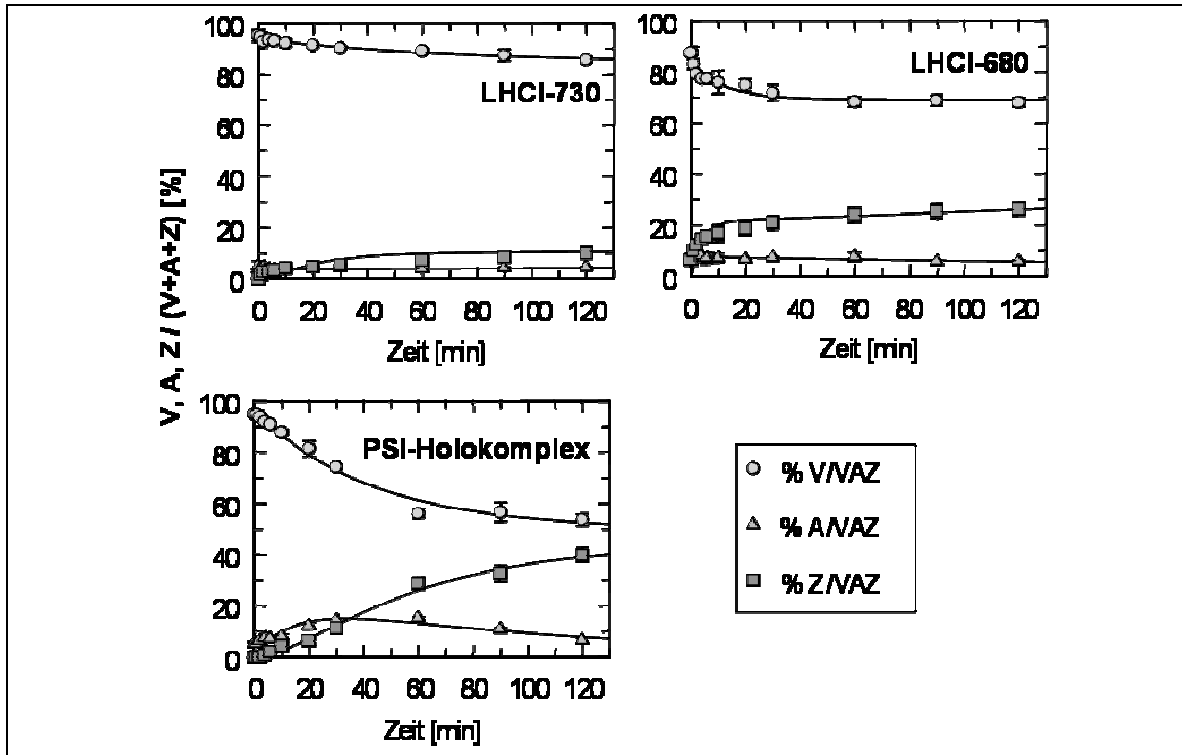 V, A, Z / (V+A+Z) [%]
100
80
60
40
20
0
LHCI-730
0 20 40 60 80 100 120
Zeit [min]
100
80
60
40
20
0
LHCI-680
0 20 40 60 80 100 120
Zeit [min]
100
80
60
40
20
0
PSI-Holokomplex
0 20 40 60 80 100 120
Zeit [min]
% V/VAZ
% A/VAZ
% Z/VAZ